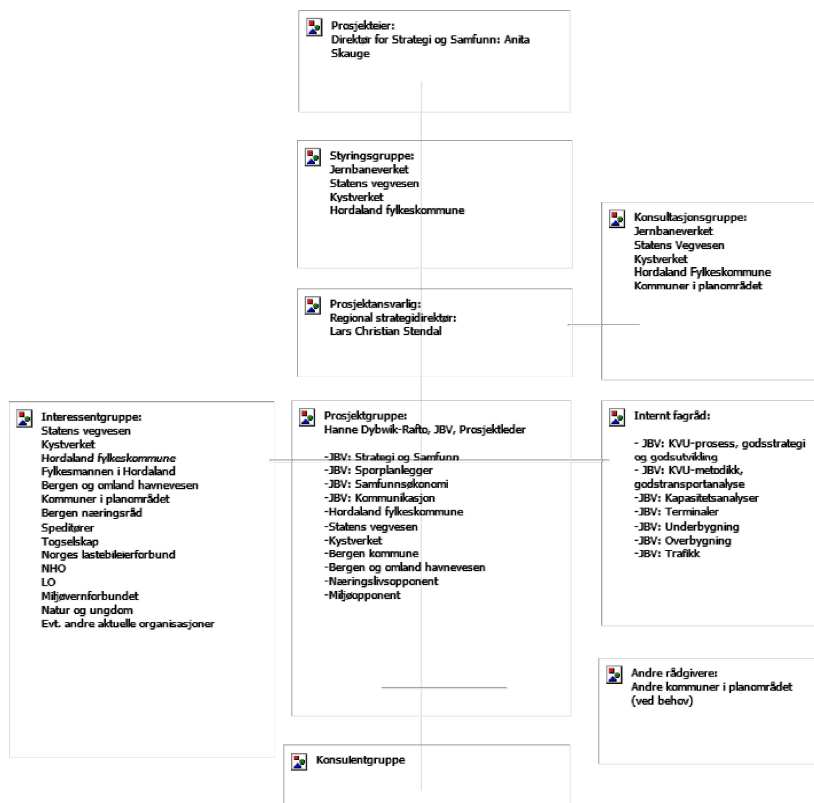 Prosjekteier:
Direktør for Strategi og Samfunn: Anita
Skauge
Styringsgruppe:
Jernbaneverket
Statens vegvesen
Kystverket
Hordaland fylkeskommune
Konsultasjonsgruppe:
Jernbaneverket
Statens Vegvesen
Kystverket
Hordaland Fylkeskommune
Kommuner i planområdet
Prosjektansvarlig:
Regional strategidirektør:
Lars Christian Stendal
Interessentgruppe:
Statens vegvesen
Kystverket
Hordaland fylkeskommune
Fylkesmannen i Hordaland
Bergen og omland havnevesen
Kommuner i planområdet
Bergen næringsråd
Speditører
Togselskap
Norges lastebileierforbund
NHO
LO
Miljøvernforbundet
Natur og ungdom
Evt. andre aktuelle organisasjoner
Prosjektgruppe:
Hanne Dybwik-Rafto, JBV, Prosjektleder
-JBV: Strategi og Samfunn
-JBV: Sporplanlegger
-JBV: Samfunnsøkonomi
-JBV: Kommunikasjon
-Hordaland fylkeskommune
-Statens vegvesen
-Kystverket
-Bergen kommune
-Bergen og omland havnevesen
-Næringslivsopponent
-Miljøopponent
Internt fagråd:
- JBV: KVU-prosess, godsstrategi
og godsutvikling
- JBV: KVU-metodikk,
godstransportanalyse
-JBV: Kapasitetsanalyser
-JBV: Terminaler
-JBV: Underbygning
-JBV: Overbygning
-JBV: Trafikk
Andre rådgivere:
Andre kommuner i planområdet
(ved behov)
Konsulentgruppe